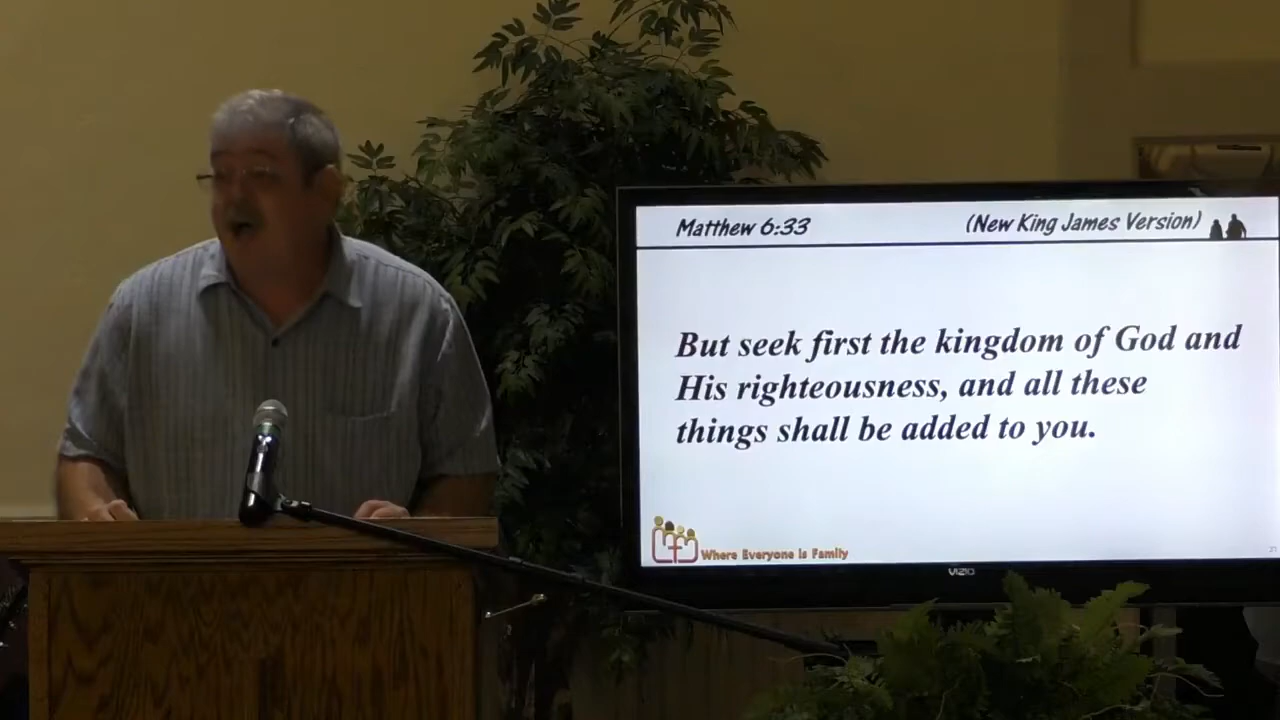 Matthew 6:33 (New King James Version)
But seek first the kingdom of God and
His righteousness, and all these
things shall be added to you.
Where Everyone Is Family
VIZIO